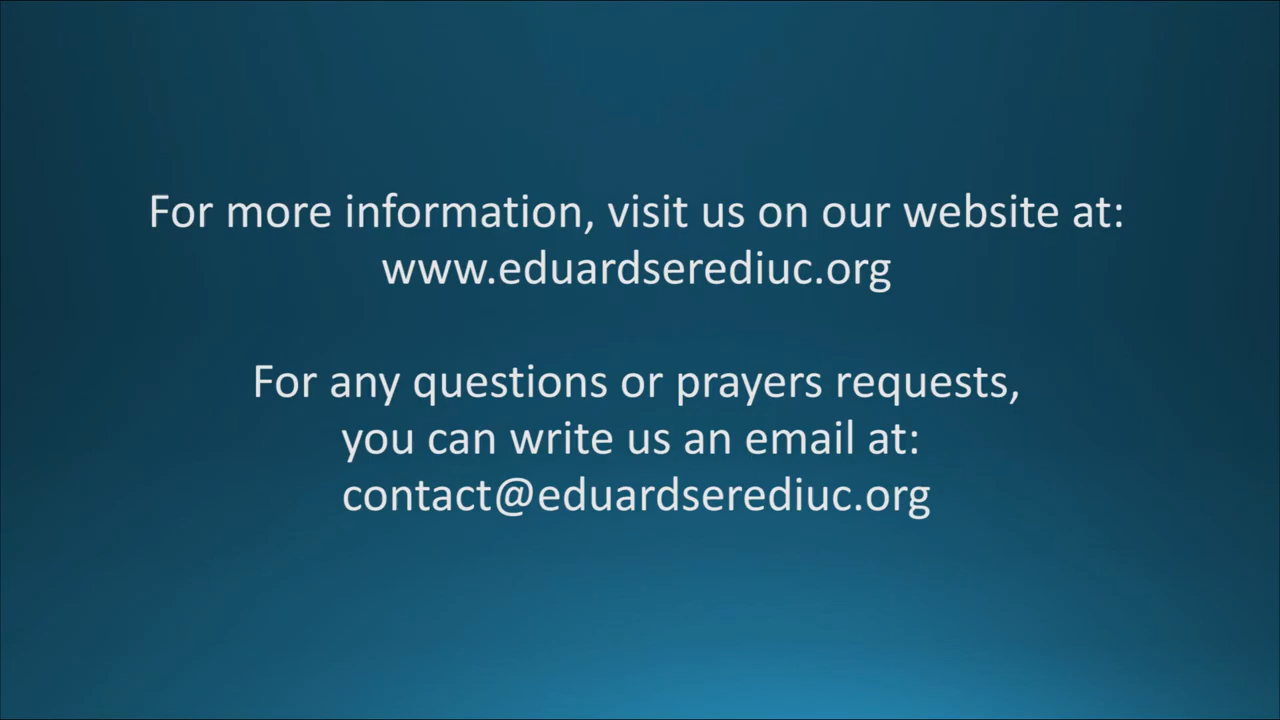 For more information, visit us on our website at:
www.eduardserediuc.org
For any questions or prayers requests,
you can write us an email at:
contact@eduardserediuc.org